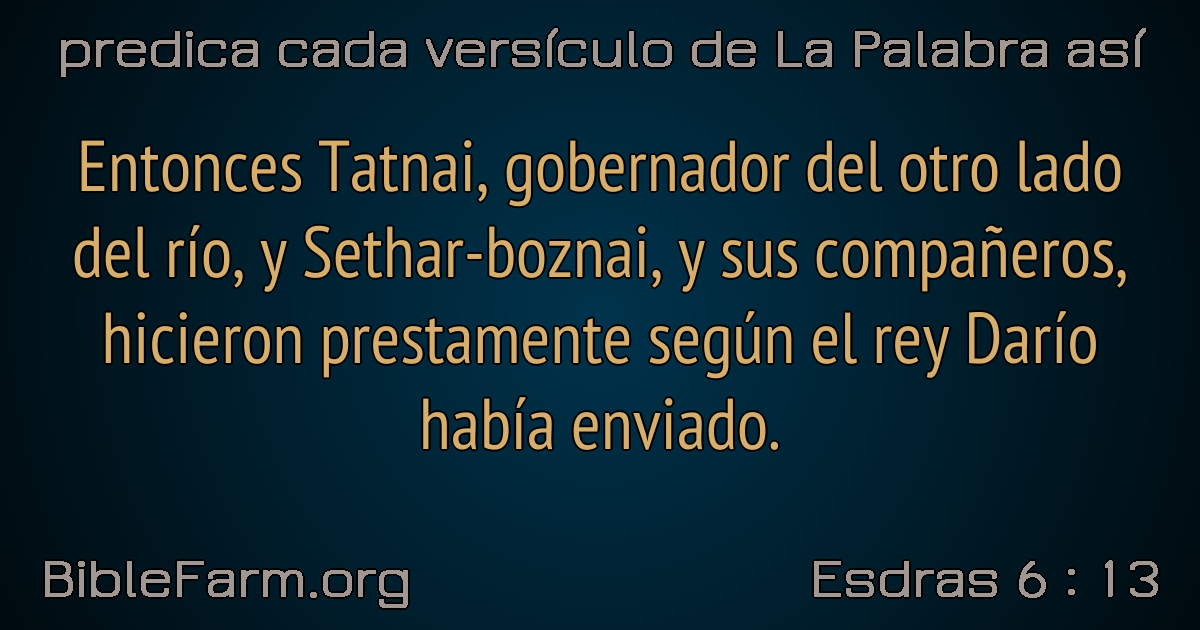 predica cada versículo de La Palabra así
Entonces Tatnai, gobernador del otro lado
del río, y Sethar-boznai, y sus compañeros,
hicieron prestamente según el rey Darío
había enviado.
BibleFarm.org
Esdras 6 : 13